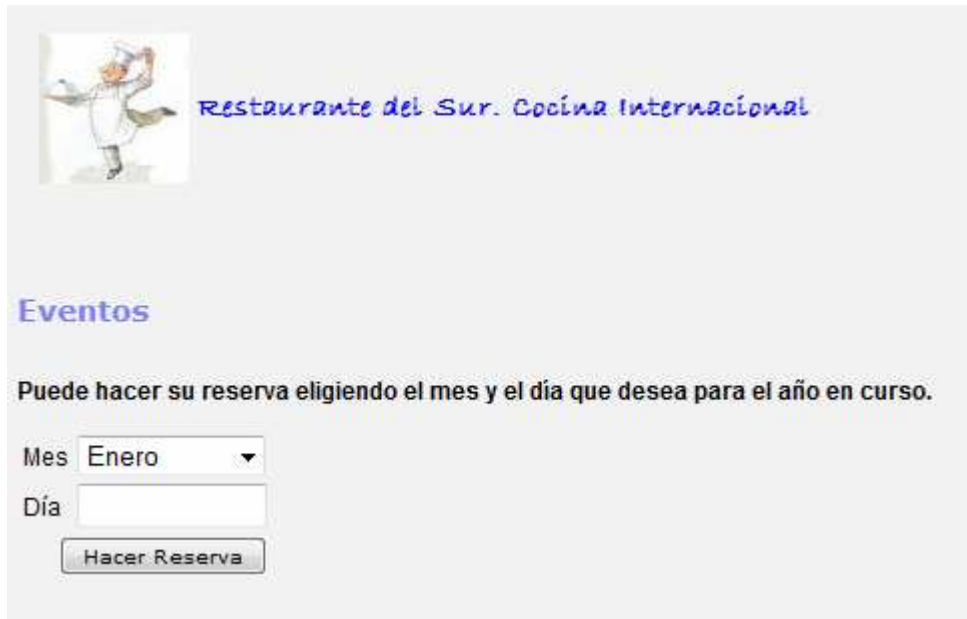 Restaurante del Sur. Cocina Internacional
Eventos
Puede hacer su reserva eligiendo el mes y el día que desea para el año en curso.
Mes Enero
Día
Hacer Reserva